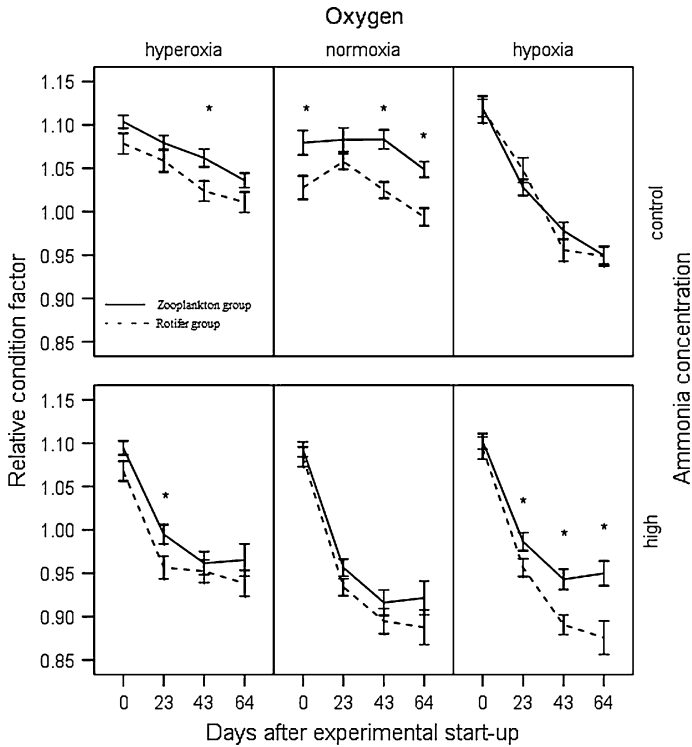 Oxygen
hyperoxia normoxia hypoxia
1.15
1.10
1.05
1.00
0.95
0.90
0.85
* * * *
Zooplankton group
Rotifer group
control
1.15
1.10
1.05
1.00
0.95
0.90
0.85
* * * *
high
Relative condition factor
Ammonia concentration
0 23 43 64 0 23 43 64 0 23 43 64
Days after experimental start-up